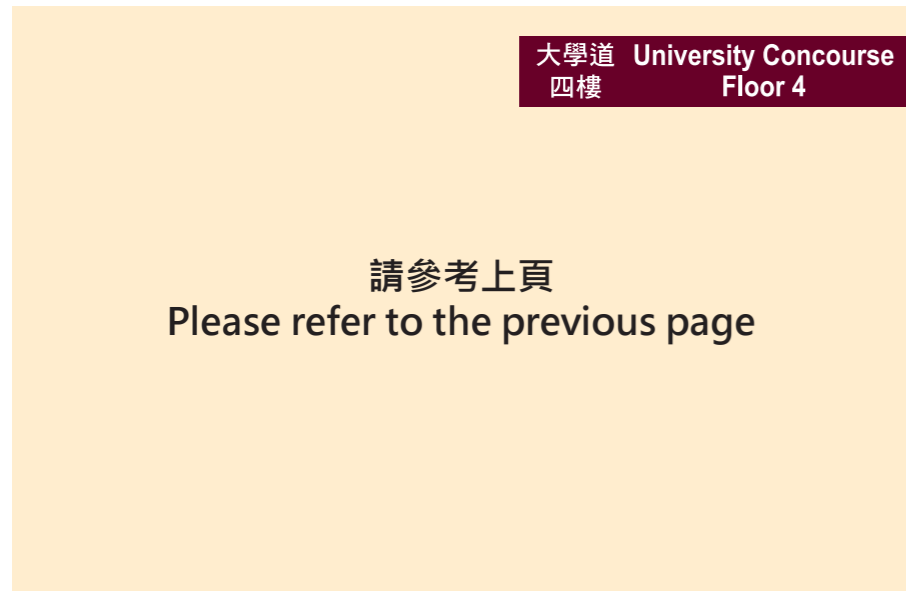 大學道 University Concourse
四樓 Floor 4
請參考上頁
Please refer to the previous page